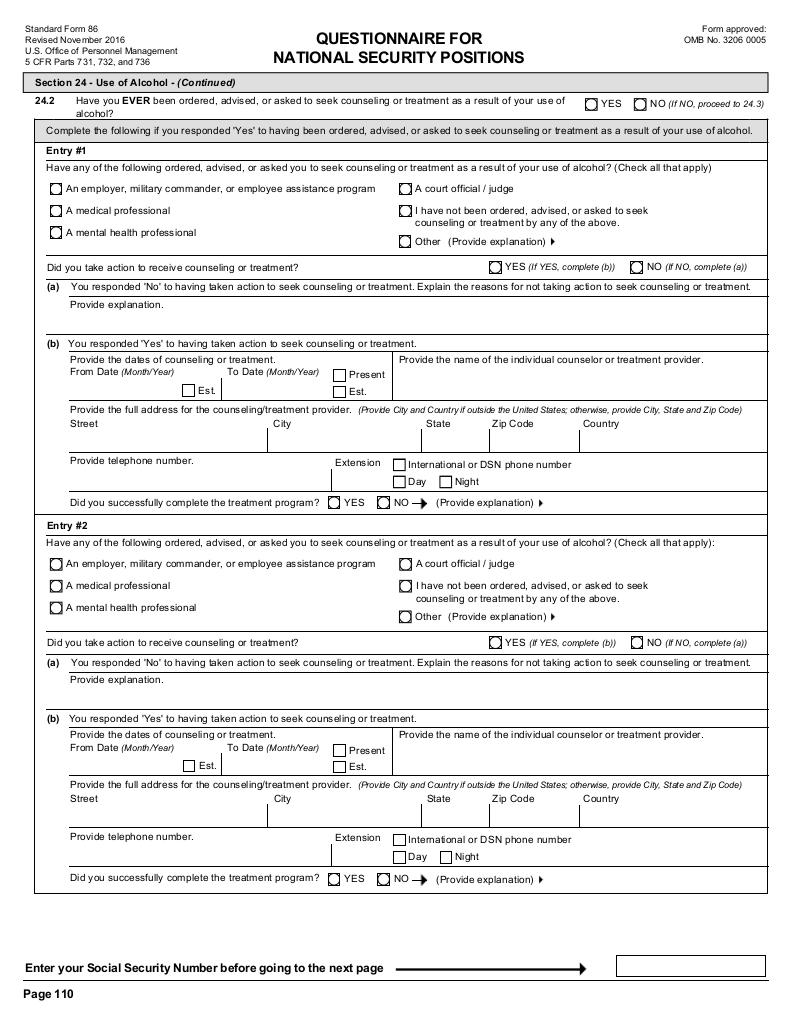 Standard Form 86
Revised November 2016
U.S. Office of Personnel Management
5 CFR Parts 731, 732, and 736
QUESTIONNAIRE FOR
NATIONAL SECURITY POSITIONS
Form approved:
OMB No. 3206 0005
Section 24 - Use of Alcohol - (Continued)
24.2 Have you EVER been ordered, advised, or asked to seek counseling or treatment as a result of your use of alcohol?
YES NO (If NO, proceed to 24.3)
Complete the following if you responded 'Yes' to having been ordered, advised, or asked to seek counseling or treatment as a result of your use of alcohol.
Entry #1
Have any of the following ordered, advised, or asked you to seek counseling or treatment as a result of your use of alcohol? (Check all that apply)
An employer, military commander, or employee assistance program
A medical professional
A mental health professional
A court official / judge
I have not been ordered, advised, or asked to seek
counseling or treatment by any of the above.
Other (Provide explanation)
Did you take action to receive counseling or treatment? YES (If YES, complete (b)) NO (If NO, complete (a))
(a) You responded 'No' to having taken action to seek counseling or treatment. Explain the reasons for not taking action to seek counseling or treatment.
Provide explanation.
(b) You responded 'Yes' to having taken action to seek counseling or treatment.
Provide the dates of counseling or treatment.
From Date (Month/Year) To Date (Month/Year) Present
Est. Est.
Provide the name of the individual counselor or treatment provider.
Provide the full address for the counseling/treatment provider. (Provide City and Country if outside the United States; otherwise, provide City, State and Zip Code)
Street City State Zip Code Country
Provide telephone number. Extension International or DSN phone number
Day Night
Did you successfully complete the treatment program? YES NO (Provide explanation)
Entry #2
Have any of the following ordered, advised, or asked you to seek counseling or treatment as a result of your use of alcohol? (Check all that apply):
An employer, military commander, or employee assistance program
A medical professional
A mental health professional
A court official / judge
I have not been ordered, advised, or asked to seek
counseling or treatment by any of the above.
Other (Provide explanation)
Did you take action to receive counseling or treatment? YES (If YES, complete (b)) NO (If NO, complete (a))
(a) You responded 'No' to having taken action to seek counseling or treatment. Explain the reasons for not taking action to seek counseling or treatment.
Provide explanation.
(b) You responded 'Yes' to having taken action to seek counseling or treatment.
Provide the dates of counseling or treatment.
From Date (Month/Year) To Date (Month/Year) Present
Est. Est.
Provide the name of the individual counselor or treatment provider.
Provide the full address for the counseling/treatment provider. (Provide City and Country if outside the United States; otherwise, provide City, State and Zip Code)
Street City State Zip Code Country
Provide telephone number. Extension International or DSN phone number
Day Night
Did you successfully complete the treatment program? YES NO (Provide explanation)
Enter your Social Security Number before going to the next page
Page 110